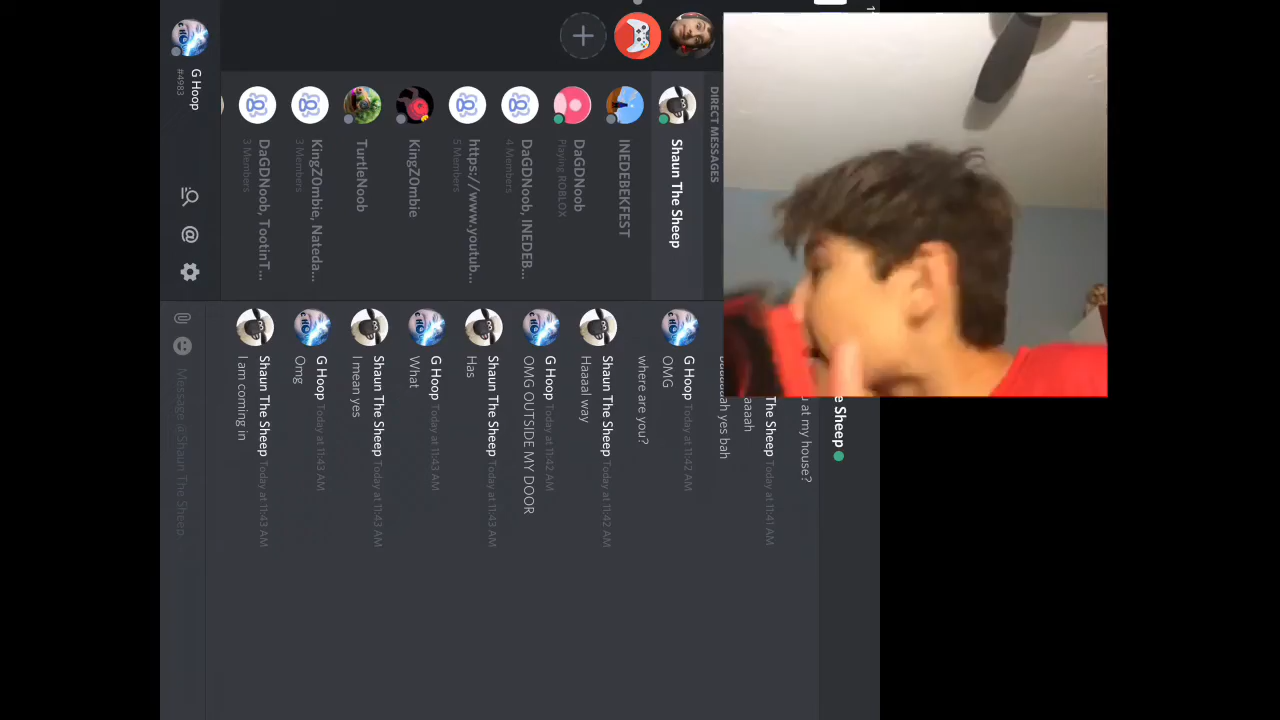 DIRECT MESSAGES
Shaun The Sheep
INEDEBEKFEST
DaGDNoob
Playing ROBLOX
DaGDNoob, INEDEB...
4 Members
https://www.youtub...
5 Members
KingZ0mbie
TurtleNoob
KingZ0mbie, Nateda...
3 Members
DaGDNoob, TootinT...
3 Members
G Hoop
#4983
e Sheep
u at my house?
The Sheep Today at 11:41 AM
aaaah
yes bah
G Hoop Today at 11:42 AM
OMG
where are you?
Shaun The Sheep Today at 11:42 AM
Haaaal way
G Hoop Today at 11:42 AM
OMG OUTSIDE MY DOOR
Shaun The Sheep Today at 11:43 AM
Has
G Hoop Today at 11:43 AM
What
Shaun The Sheep Today at 11:43 AM
I mean yes
G Hoop Today at 11:43 AM
Omg
Shaun The Sheep Today at 11:43 AM
I am coming in
Message @Shaun The Sheep